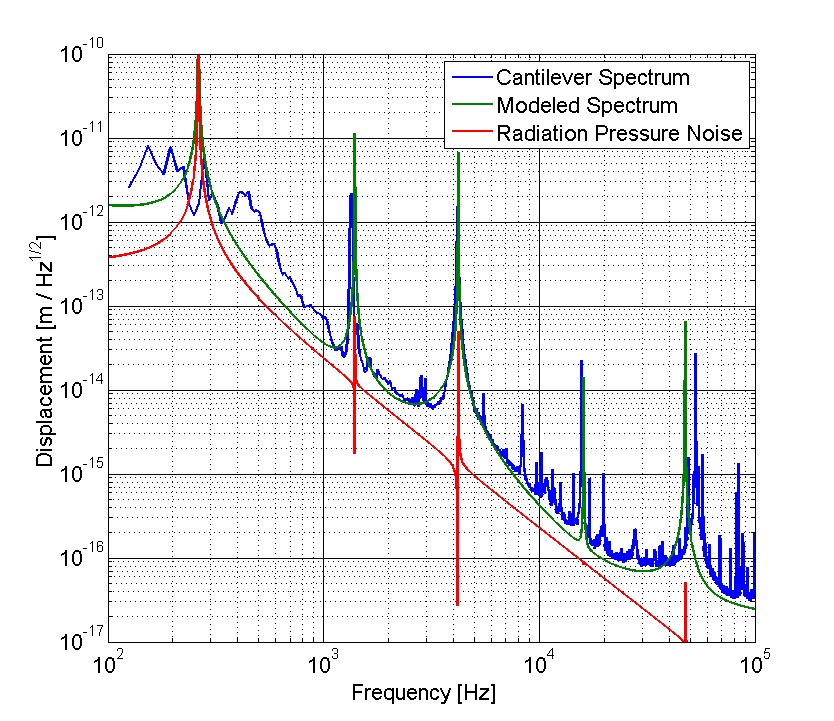 Cantilever Spectrum
Modeled Spectrum
Radiation Pressure Noise
Displacement [m / Hz^1/2]
10^-10
10^-11
10^-12
10^-13
10^-14
10^-15
10^-16
10^-17
10^2 10^3 10^4 10^5
Frequency [Hz]